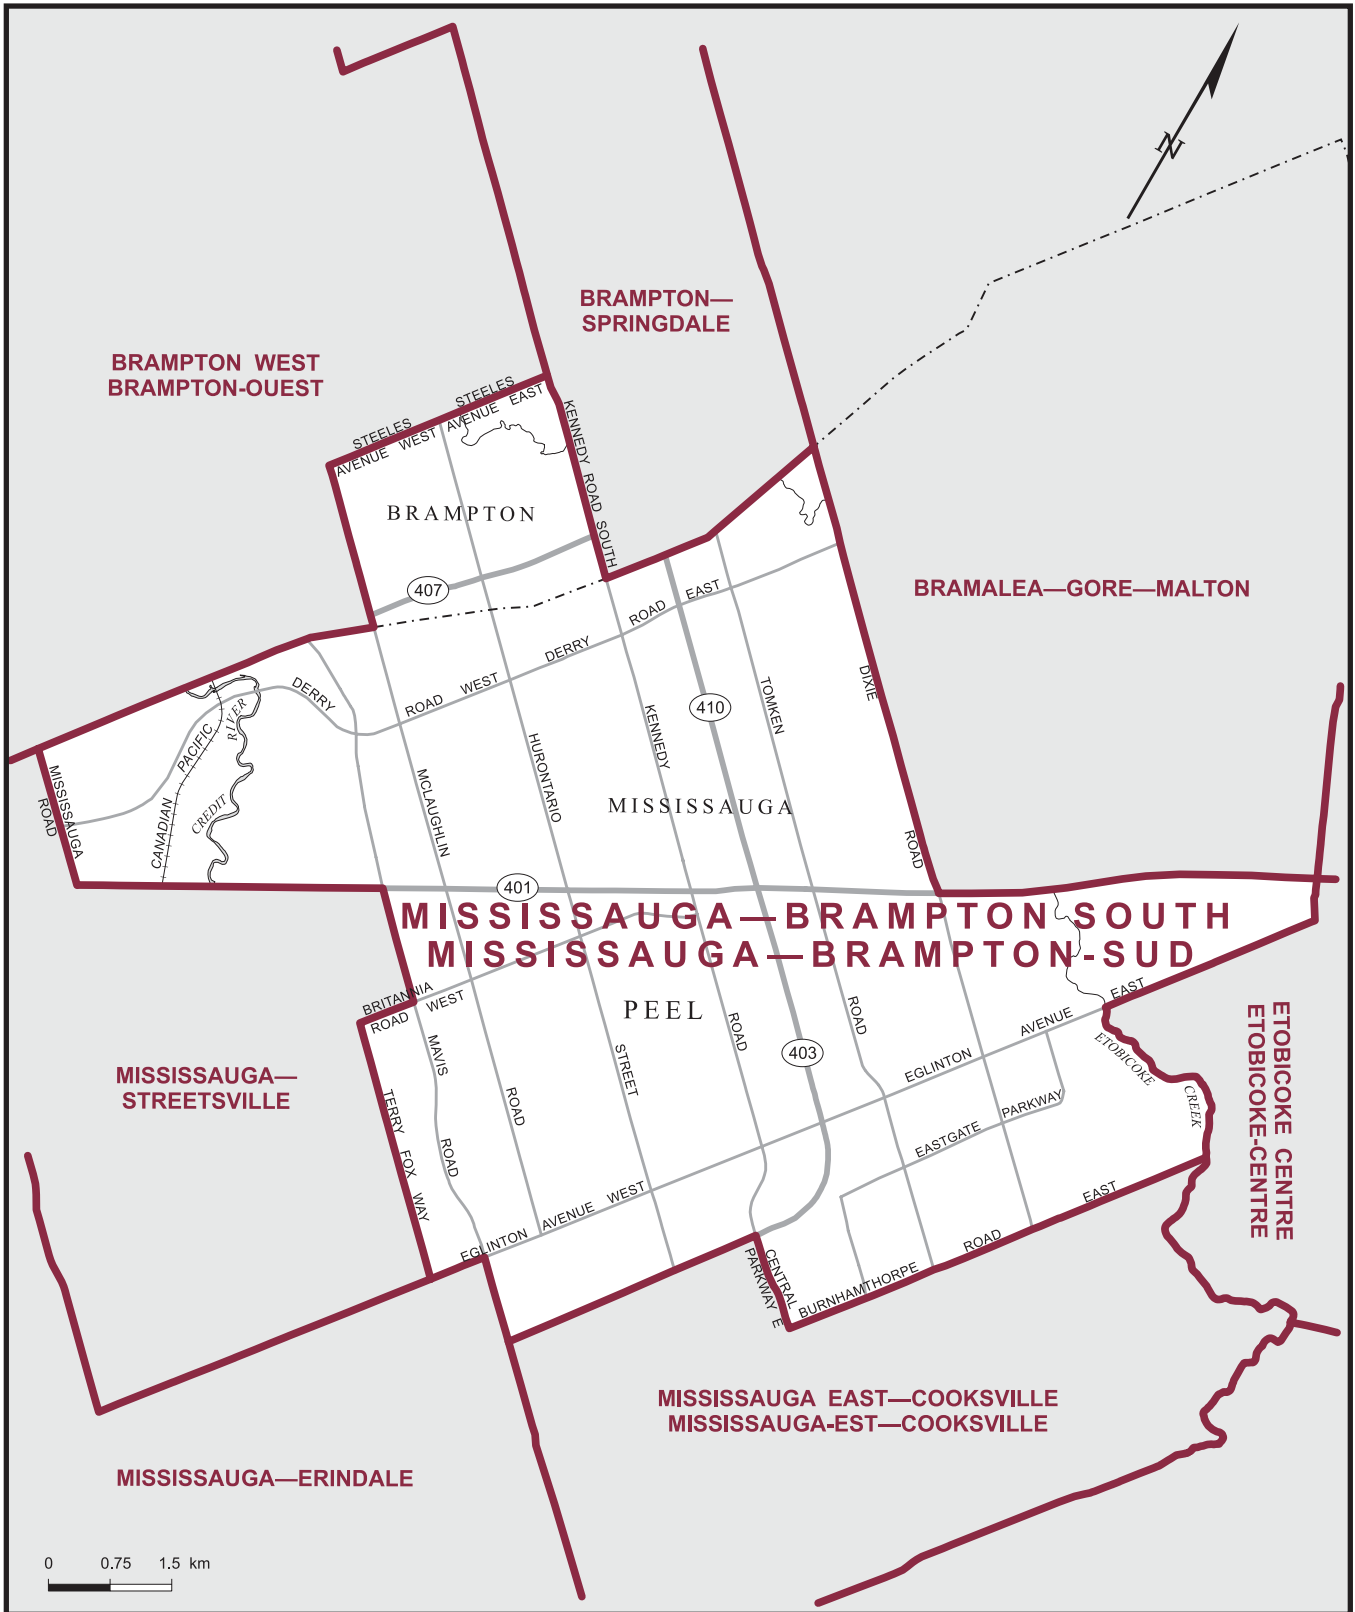 N
BRAMPTON—
SPRINGDALE
BRAMPTON WEST
BRAMPTON-OUEST
STEELES
AVENUE WEST
STEELES
AVENUE EAST
KENNEDY ROAD SOUTH
BRAMPTON
407
BRAMALEA—GORE—MALTON
DERRY ROAD EAST
DERRY ROAD WEST
DIXIE ROAD
TOMKEN ROAD
410
KENNEDY ROAD
HURONTARIO STREET
MCLAUGHLIN ROAD
CANADIAN PACIFIC
CREDIT RIVER
MISSISSAUGA
ROAD
MISSISSAUGA
401
MISSISSAUGA—BRAMPTON SOUTH
MISSISSAUGA—BRAMPTON-SUD
PEEL
BRITANNIA
ROAD WEST
MAVIS ROAD
TERRY FOX WAY
403
EGLINTON AVENUE EAST
EGLINTON AVENUE WEST
EASTGATE PARKWAY
ETOBICOKE CREEK
ETOBICOKE CENTRE
ETOBICOKE-CENTRE
MISSISSAUGA—
STREETSVILLE
CENTRAL
PARKWAY E
BURNHAMTHORPE ROAD EAST
MISSISSAUGA EAST—COOKSVILLE
MISSISSAUGA-EST—COOKSVILLE
MISSISSAUGA—ERINDALE
0 0.75 1.5 km